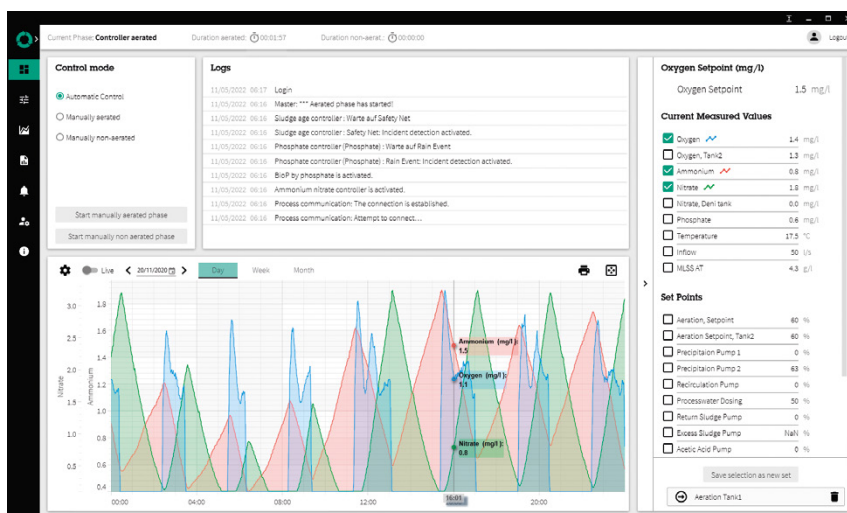 Current Phase: Controller aerated Duration aerated: 00:01:57 Duration non-aerat.: 00:00:00 Logout
Control mode
Automatic Control
Manually aerated
Manually non-aerated
Start manually aerated phase
Start manually non aerated phase
Logs
11/05/2022 06:17 Login
11/05/2022 06:16 Master: *** Aerated phase has started!
11/05/2022 06:16 Sludge age controller : Warte auf Safety Net
11/05/2022 06:16 Sludge age controller : Safety Net: Incident detection activated.
11/05/2022 06:16 Phosphate controller (Phosphate) : Warte auf Rain Event
11/05/2022 06:16 Phosphate controller (Phosphate) : Rain Event: Incident detection activated.
11/05/2022 06:16 BioP by phosphate is activated.
11/05/2022 06:16 Ammonium nitrate controller is activated.
11/05/2022 06:16 Process communication: The connection is established.
11/05/2022 06:16 Process communication: Attempt to connect...
Live 20/11/2020 Day Week Month
Nitrate
3.0
2.5
2.0
1.5
1.0
0.5
Ammonium
1.8
1.6
1.4
1.2
1.0
0.8
0.6
0.4
Ammonium (mg/l):
1.5
Oxygen (mg/l):
1.1
Nitrate (mg/l):
0.8
00:00 04:00 08:00 12:00 16:01 20:00
Oxygen Setpoint (mg/l)
Oxygen Setpoint 1.5 mg/l
Current Measured Values
Oxygen 1.4 mg/l
Oxygen, Tank2 1.3 mg/l
Ammonium 0.8 mg/l
Nitrate 1.8 mg/l
Nitrate, Deni tank 0.0 mg/l
Phosphate 0.6 mg/l
Temperature 17.5 °C
Inflow 50 l/s
MLSS AT 4.3 g/l
Set Points
Aeration, Setpoint 60 %
Aeration Setpoint, Tank2 60 %
Precipitaion Pump 1 0 %
Precipitaion Pump 2 63 %
Recirculation Pump 0 %
Processwater Dosing 50 %
Return Sludge Pump 0 %
Excess Sludge Pump NaN %
Acetic Acid Pump 0 %
Save selection as new set
Aeration Tank1